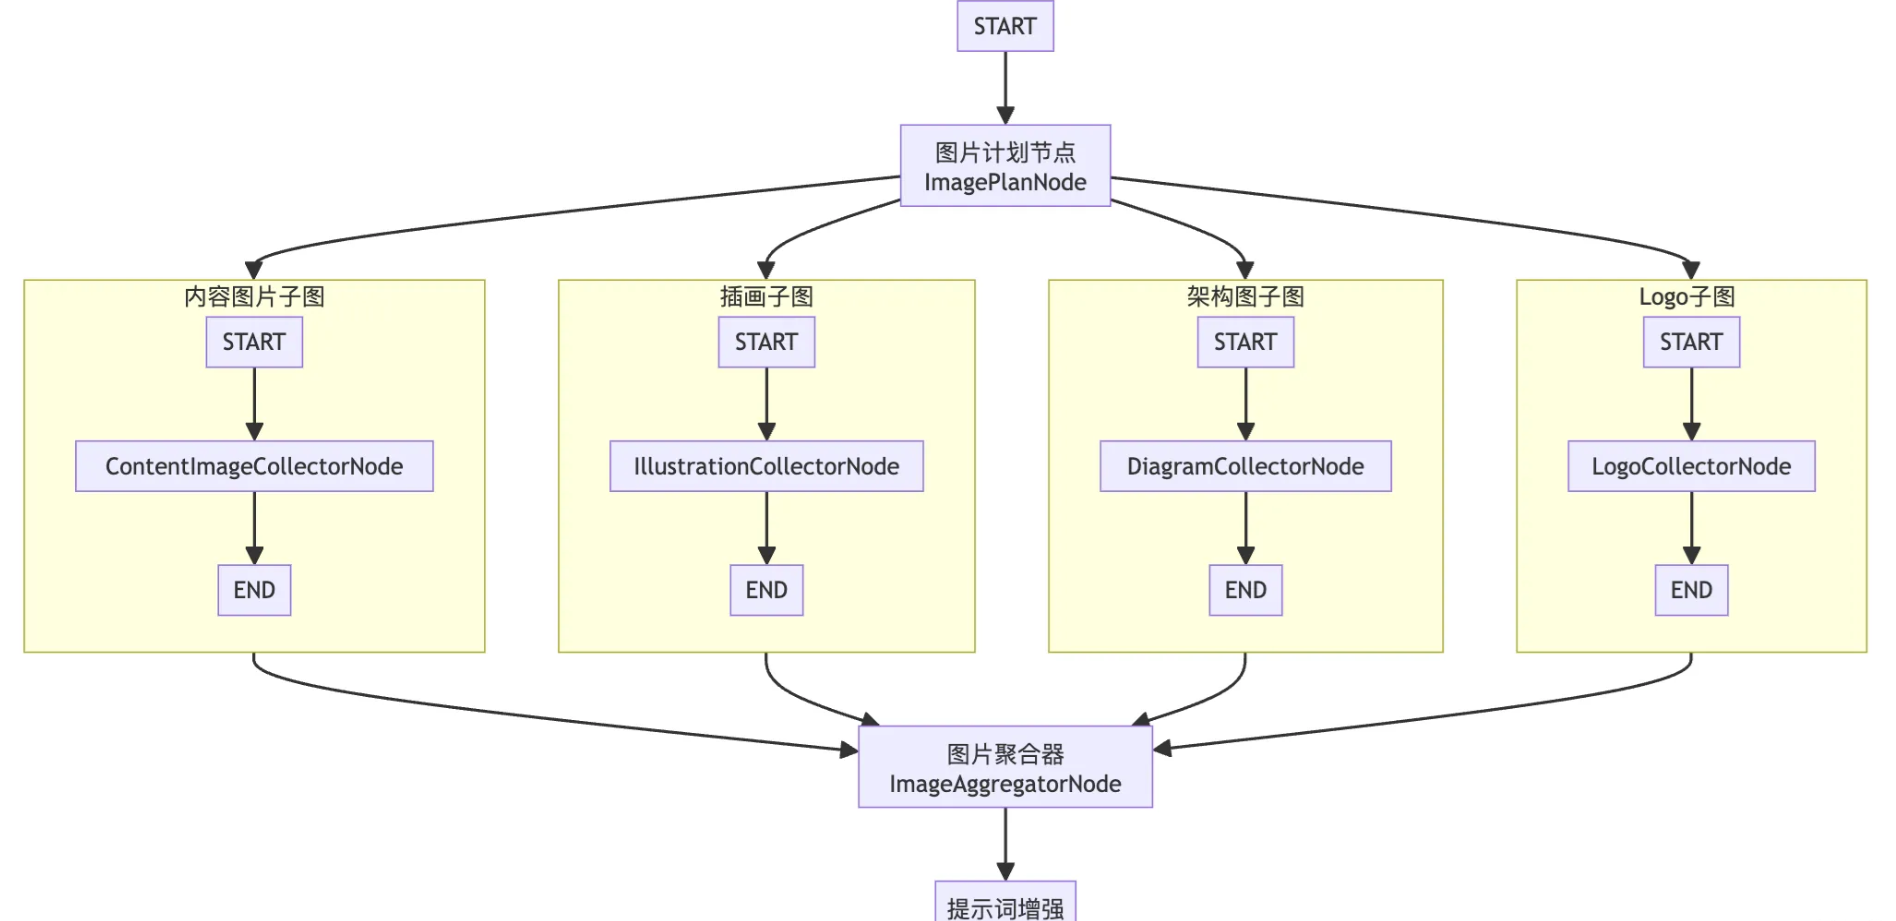 START
图片计划节点
ImagePlanNode
内容图片子图
START
ContentImageCollectorNode
END
插画子图
START
IllustrationCollectorNode
END
架构图子图
START
DiagramCollectorNode
END
Logo子图
START
LogoCollectorNode
END
图片聚合器
ImageAggregatorNode
提示词增强